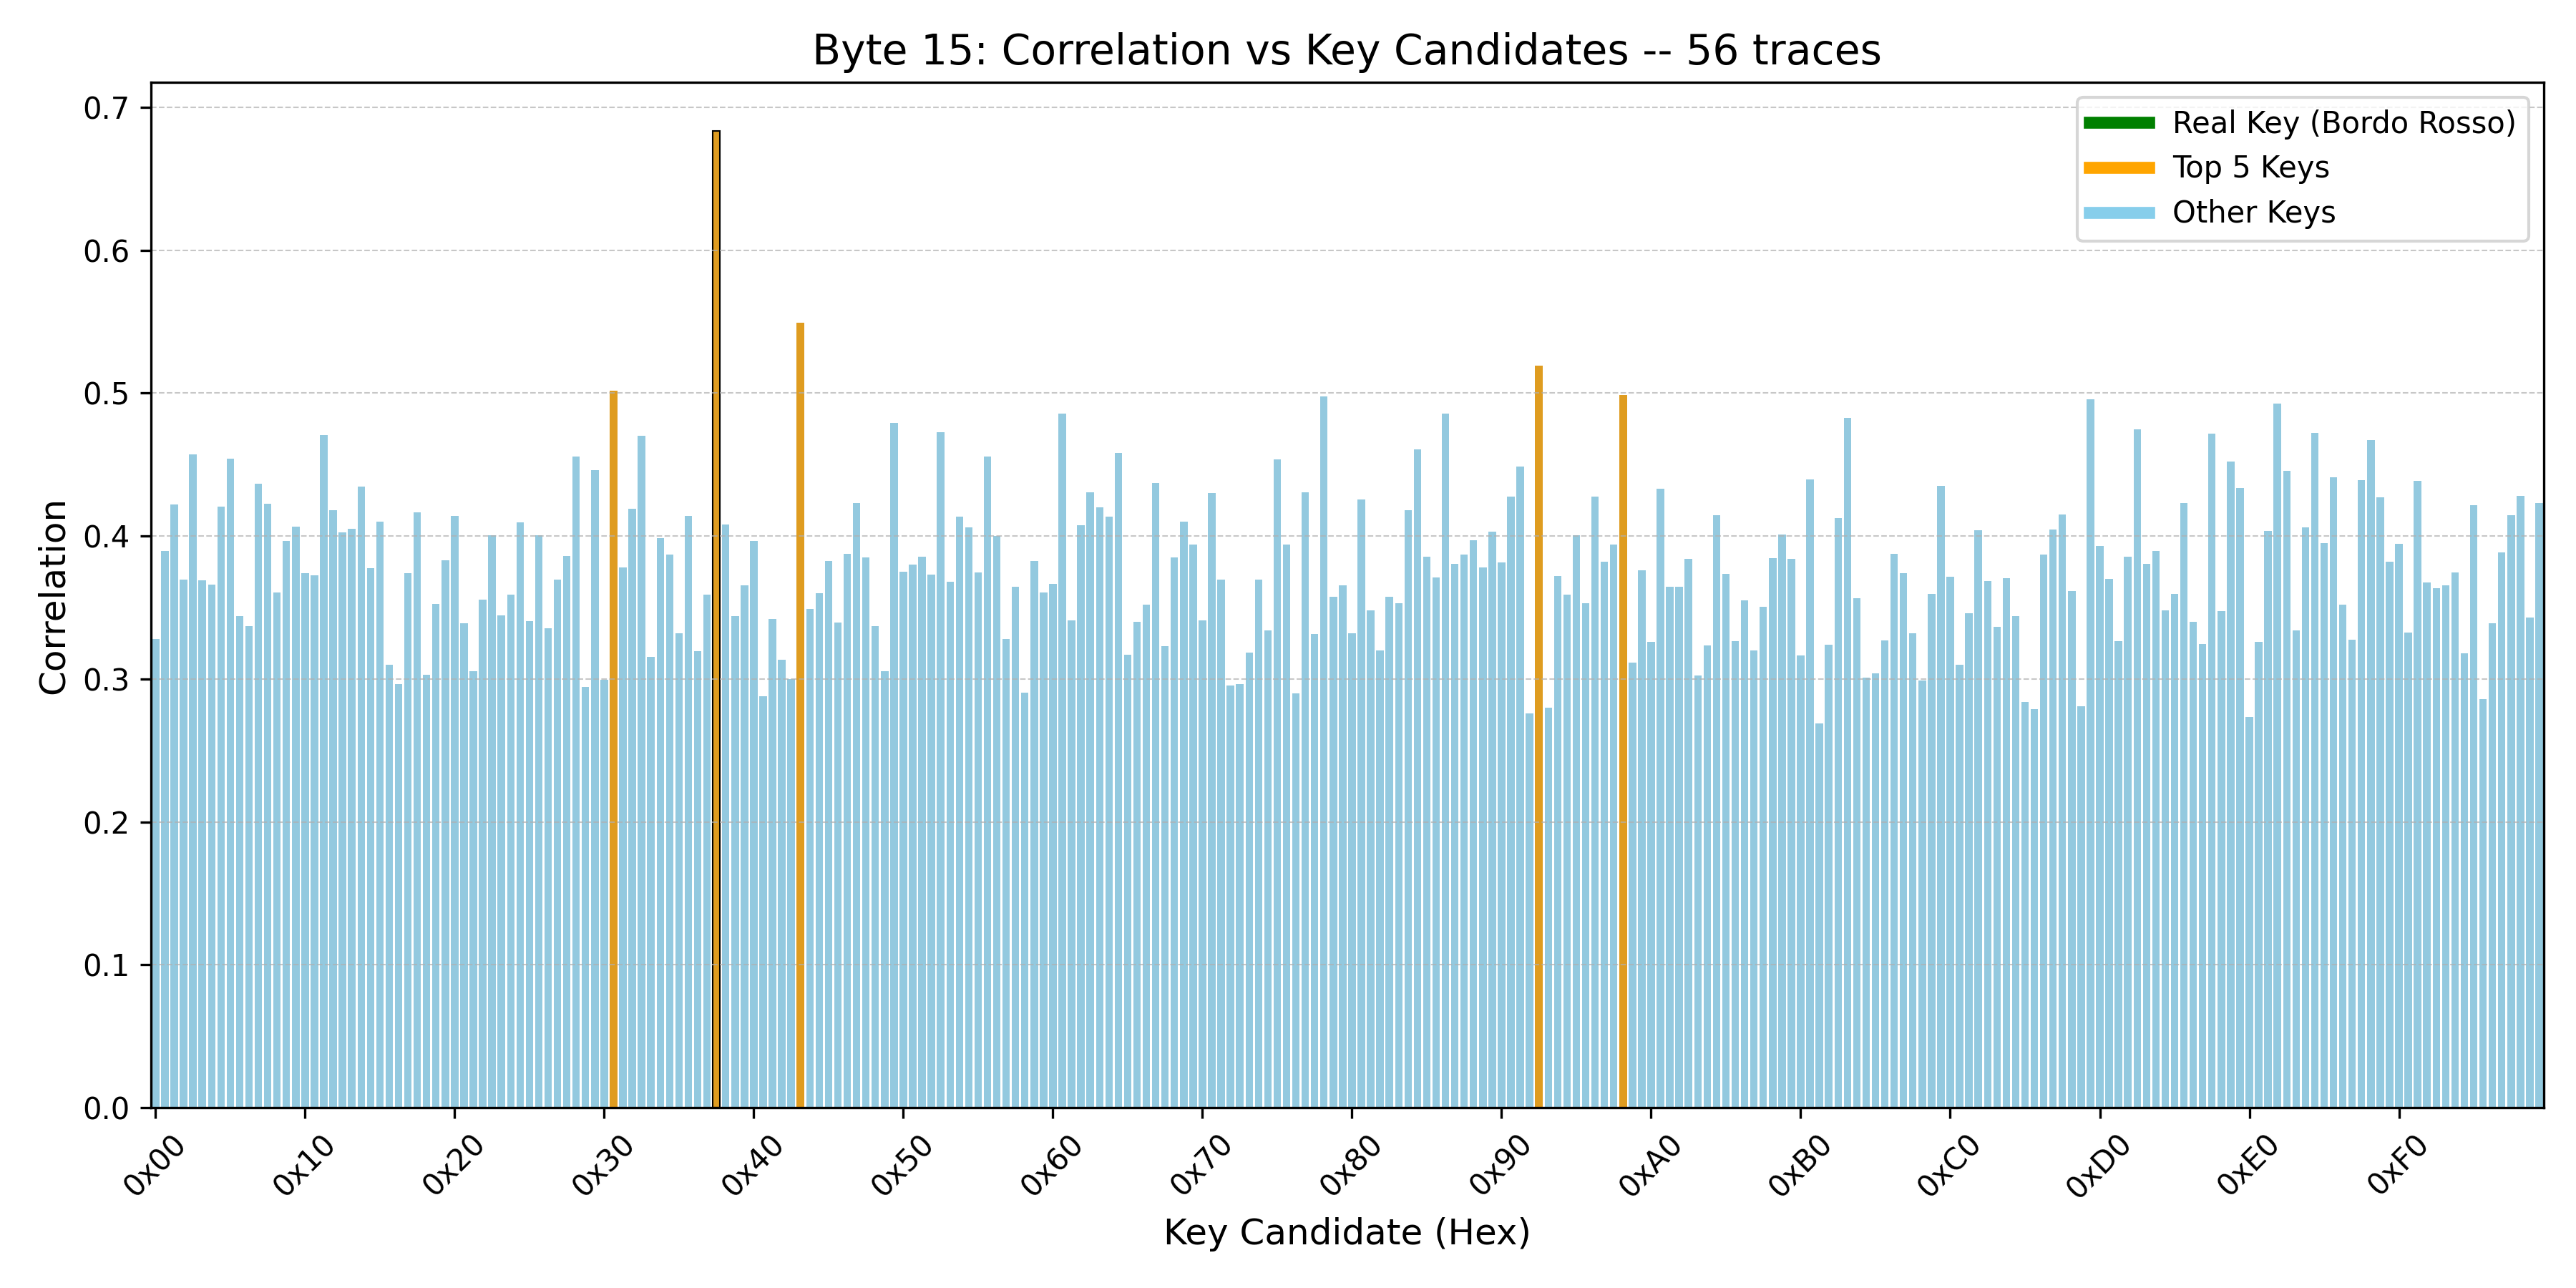 Byte 15: Correlation vs Key Candidates -- 56 traces
Real Key (Bordo Rosso)
Top 5 Keys
Other Keys
Correlation
0.7
0.6
0.5
0.4
0.3
0.2
0.1
0.0
0x00 0x10 0x20 0x30 0x40 0x50 0x60 0x70 0x80 0x90 0xA0 0xB0 0xC0 0xD0 0xE0 0xF0
Key Candidate (Hex)